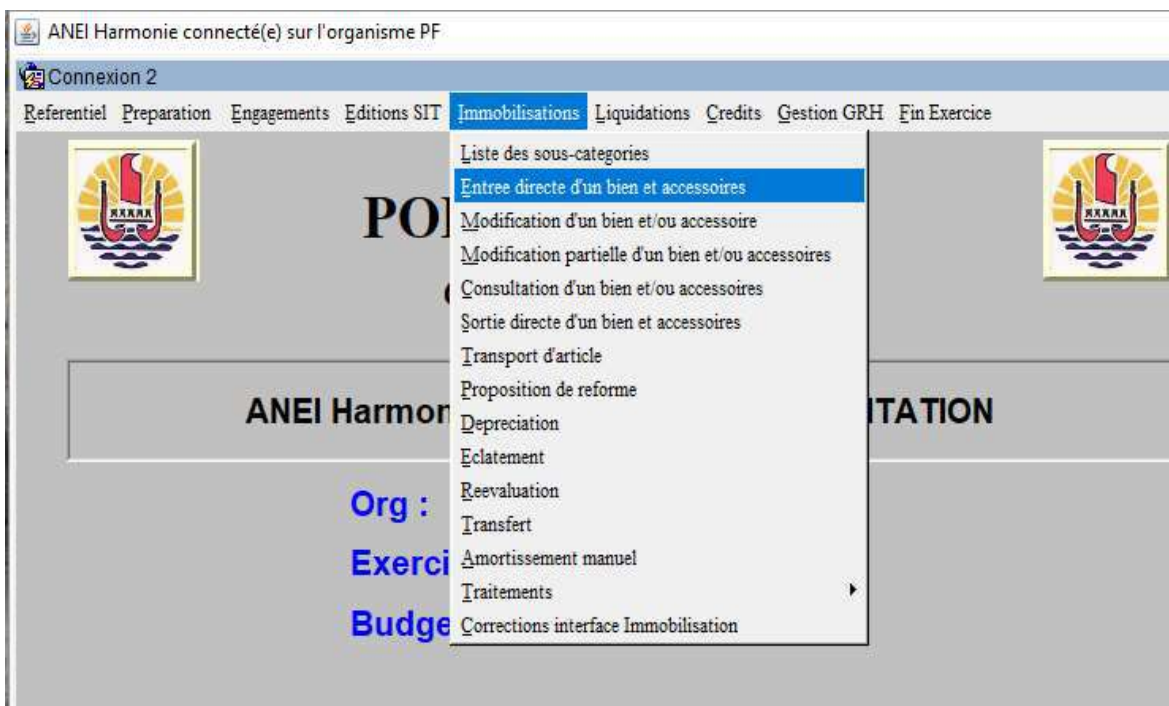 ANEI Harmonie connecté(e) sur l'organisme PF
Connexion 2
Referentiel Preparation Engagements Editions SIT Immobilisations Liquidations Credits Gestion GRH Fin Exercice
Liste des sous-categories
Entree directe d'un bien et accessoires
Modification d'un bien et/ou accessoire
Modification partielle d'un bien et/ou accessoires
Consultation d'un bien et/ou accessoires
Sortie directe d'un bien et accessoires
Transport d'article
Proposition de reforme
Depreciation
Eclatement
Reevaluation
Transfert
Amortissement manuel
Traitements
Corrections interface Immobilisation
ANEI Harmon
TATION
Org :
Exerci
Budge